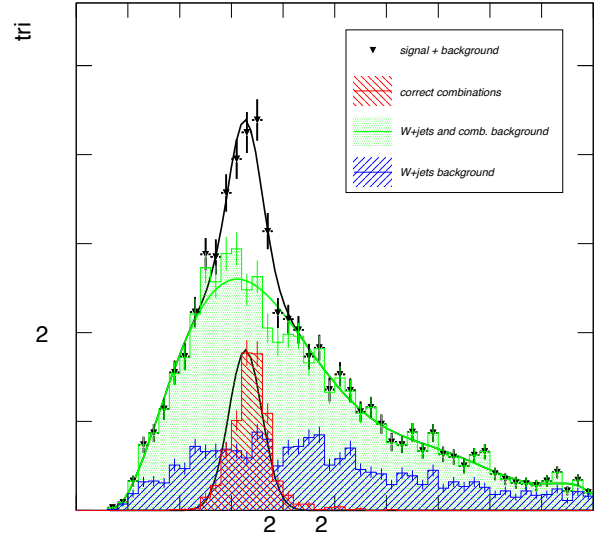 tri
signal + background
correct combinations
W+jets and comb. background
W+jets background
2
2 2